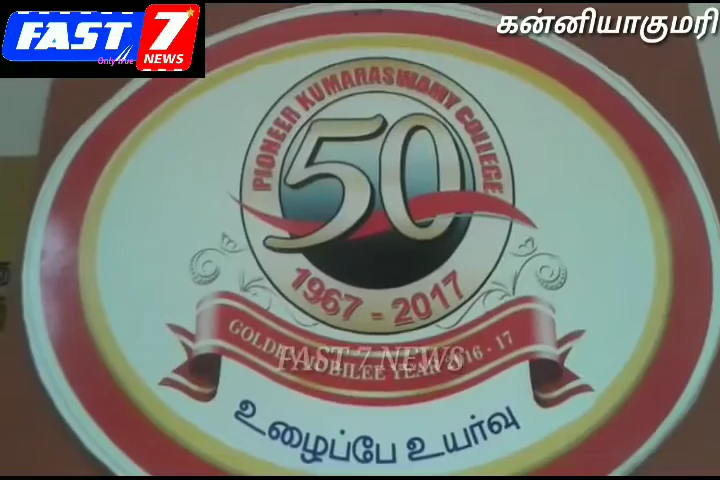 FAST 7
Only true NEWS
கன்னியாகுமரி
PIONEER KUMARASWAMY COLLEGE
50
1967 - 2017
GOLDEN JUBILEE YEAR 2016 - 17
FAST 7 NEWS
உழைப்பே உயர்வு